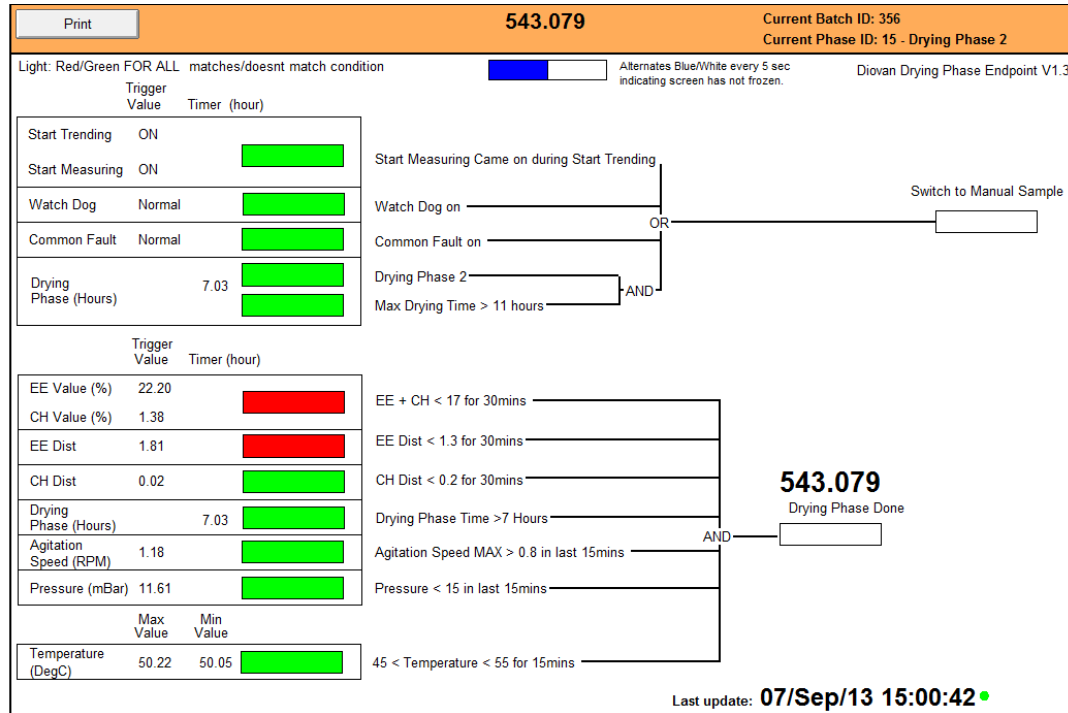 Print
543.079
Current Batch ID: 356
Current Phase ID: 15 - Drying Phase 2
Light: Red/Green FOR ALL matches/doesnt match condition
Alternates Blue/White every 5 sec
indicating screen has not frozen.
Diovan Drying Phase Endpoint V1.3
Trigger
Value Timer (hour)
Start Trending ON
Start Measuring ON
Start Measuring Came on during Start Trending
Watch Dog Normal
Watch Dog on
OR
Switch to Manual Sample
Common Fault Normal
Common Fault on
Drying
Phase (Hours) 7.03
Drying Phase 2
AND
Max Drying Time > 11 hours
Trigger
Value Timer (hour)
EE Value (%) 22.20
CH Value (%) 1.38
EE + CH < 17 for 30mins
EE Dist 1.81
EE Dist < 1.3 for 30mins
CH Dist 0.02
CH Dist < 0.2 for 30mins
543.079
Drying Phase Done
Drying
Phase (Hours) 7.03
Drying Phase Time >7 Hours
AND
Agitation
Speed (RPM) 1.18
Agitation Speed MAX > 0.8 in last 15mins
Pressure (mBar) 11.61
Pressure < 15 in last 15mins
Max
Value
Min
Value
Temperature
(DegC) 50.22 50.05
45 < Temperature < 55 for 15mins
Last update: 07/Sep/13 15:00:42